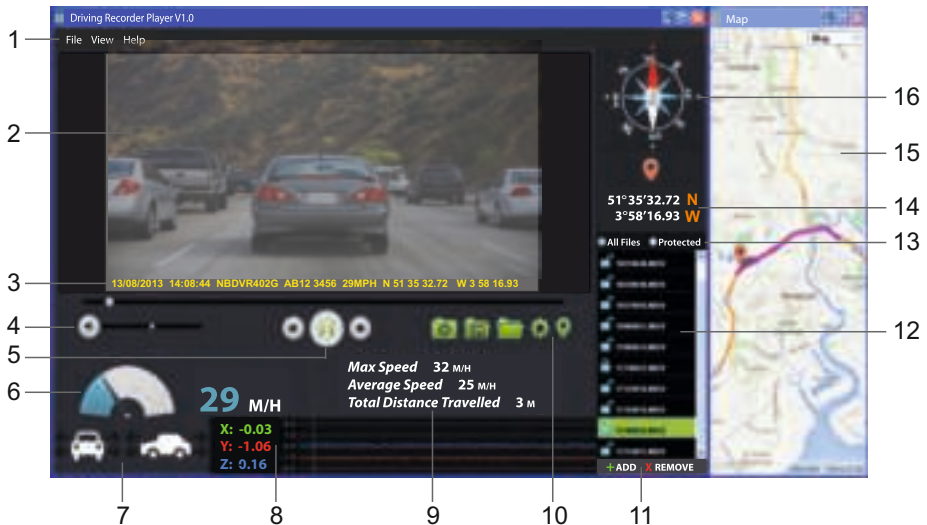 Driving Recorder Player V1.0
Map
File View Help
1
2
3
4
5
6
7
8
9
10
11
12
13
14
15
16
51°35'32.72 N
3°58'16.93 W
All Files Protected
13/08/2013 14:08:44 NBDVR402G AB12 3456 29MPH N 51 35 32.72 W 3 58 16.93
Max Speed 32 M/H
Average Speed 25 M/H
Total Distance Travelled 3 M
29 M/H
X: -0.03
Y: -1.06
Z: 0.16
+ADD X REMOVE